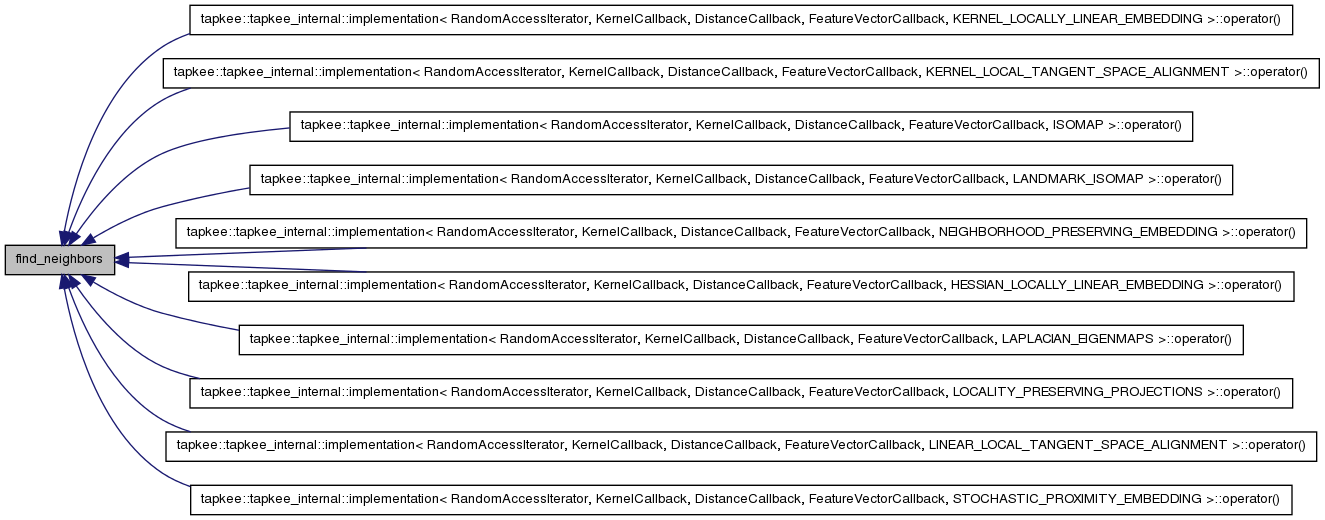 tapkee::tapkee_internal::implementation< RandomAccessIterator, KernelCallback, DistanceCallback, FeatureVectorCallback, KERNEL_LOCALLY_LINEAR_EMBEDDING >::operator()
tapkee::tapkee_internal::implementation< RandomAccessIterator, KernelCallback, DistanceCallback, FeatureVectorCallback, KERNEL_LOCAL_TANGENT_SPACE_ALIGNMENT >::operator()
tapkee::tapkee_internal::implementation< RandomAccessIterator, KernelCallback, DistanceCallback, FeatureVectorCallback, ISOMAP >::operator()
tapkee::tapkee_internal::implementation< RandomAccessIterator, KernelCallback, DistanceCallback, FeatureVectorCallback, LANDMARK_ISOMAP >::operator()
tapkee::tapkee_internal::implementation< RandomAccessIterator, KernelCallback, DistanceCallback, FeatureVectorCallback, NEIGHBORHOOD_PRESERVING_EMBEDDING >::operator()
find_neighbors
tapkee::tapkee_internal::implementation< RandomAccessIterator, KernelCallback, DistanceCallback, FeatureVectorCallback, HESSIAN_LOCALLY_LINEAR_EMBEDDING >::operator()
tapkee::tapkee_internal::implementation< RandomAccessIterator, KernelCallback, DistanceCallback, FeatureVectorCallback, LAPLACIAN_EIGENMAPS >::operator()
tapkee::tapkee_internal::implementation< RandomAccessIterator, KernelCallback, DistanceCallback, FeatureVectorCallback, LOCALITY_PRESERVING_PROJECTIONS >::operator()
tapkee::tapkee_internal::implementation< RandomAccessIterator, KernelCallback, DistanceCallback, FeatureVectorCallback, LINEAR_LOCAL_TANGENT_SPACE_ALIGNMENT >::operator()
tapkee::tapkee_internal::implementation< RandomAccessIterator, KernelCallback, DistanceCallback, FeatureVectorCallback, STOCHASTIC_PROXIMITY_EMBEDDING >::operator()